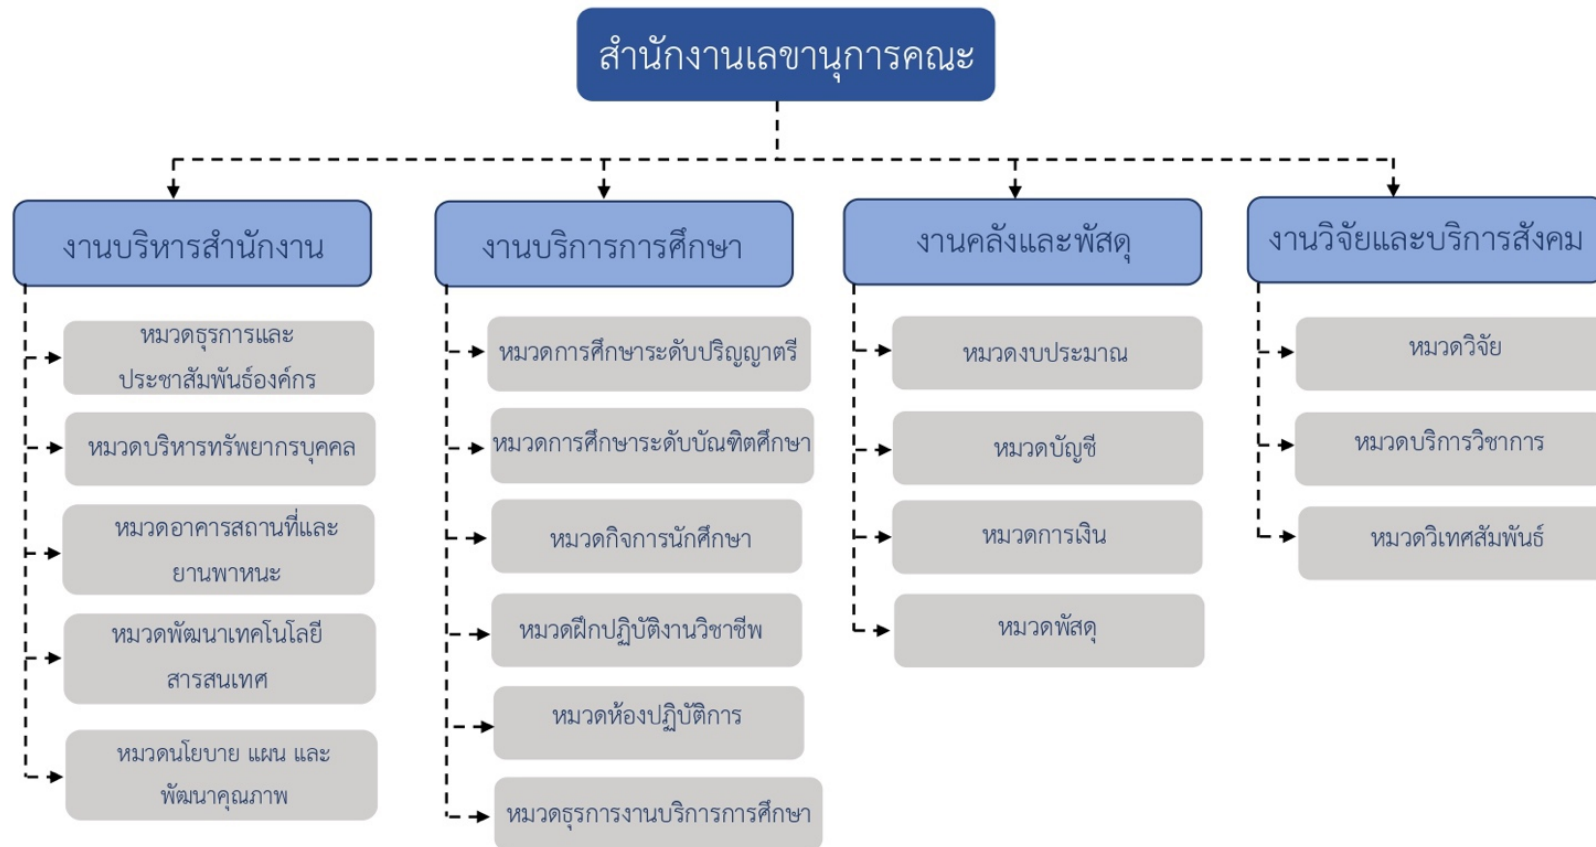 สำนักงานเลขานุการคณะ
งานบริหารสำนักงาน
หมวดธุรการและ
ประชาสัมพันธ์องค์กร
หมวดบริหารทรัพยากรบุคคล
หมวดอาคารสถานที่และ
ยานพาหนะ
หมวดพัฒนาเทคโนโลยี
สารสนเทศ
หมวดนโยบาย แผน และ
พัฒนาคุณภาพ
งานบริการการศึกษา
หมวดการศึกษาระดับปริญญาตรี
หมวดการศึกษาระดับบัณฑิตศึกษา
หมวดกิจการนักศึกษา
หมวดฝึกปฏิบัติงานวิชาชีพ
หมวดห้องปฏิบัติการ
หมวดธุรการงานบริการการศึกษา
งานคลังและพัสดุ
หมวดงบประมาณ
หมวดบัญชี
หมวดการเงิน
หมวดพัสดุ
งานวิจัยและบริการสังคม
หมวดวิจัย
หมวดบริการวิชาการ
หมวดวิเทศสัมพันธ์